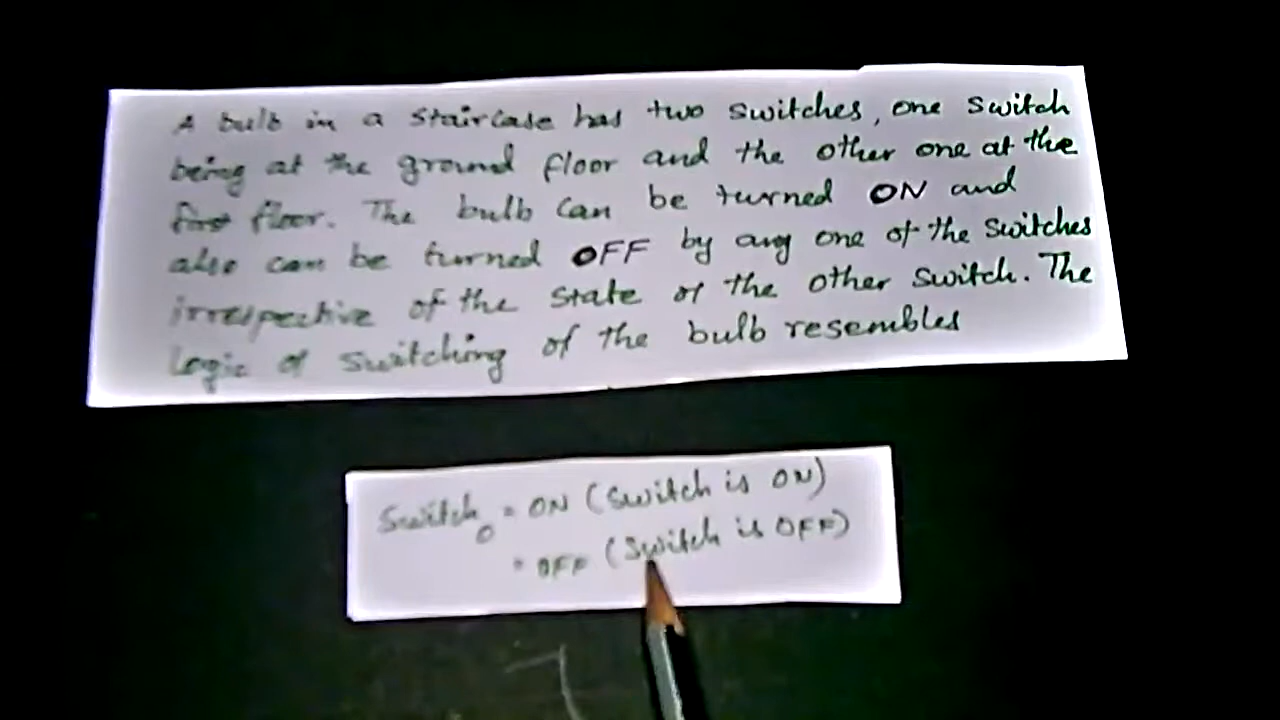 A bulb in a staircase has two switches, one switch
being at the ground floor and the other one at the
first floor. The bulb can be turned ON and
also can be turned OFF by any one of the switches
irrespective of the state of the other switch. The
logic of switching of the bulb resembles
Switch0 = ON (Switch is ON)
= OFF (Switch is OFF)